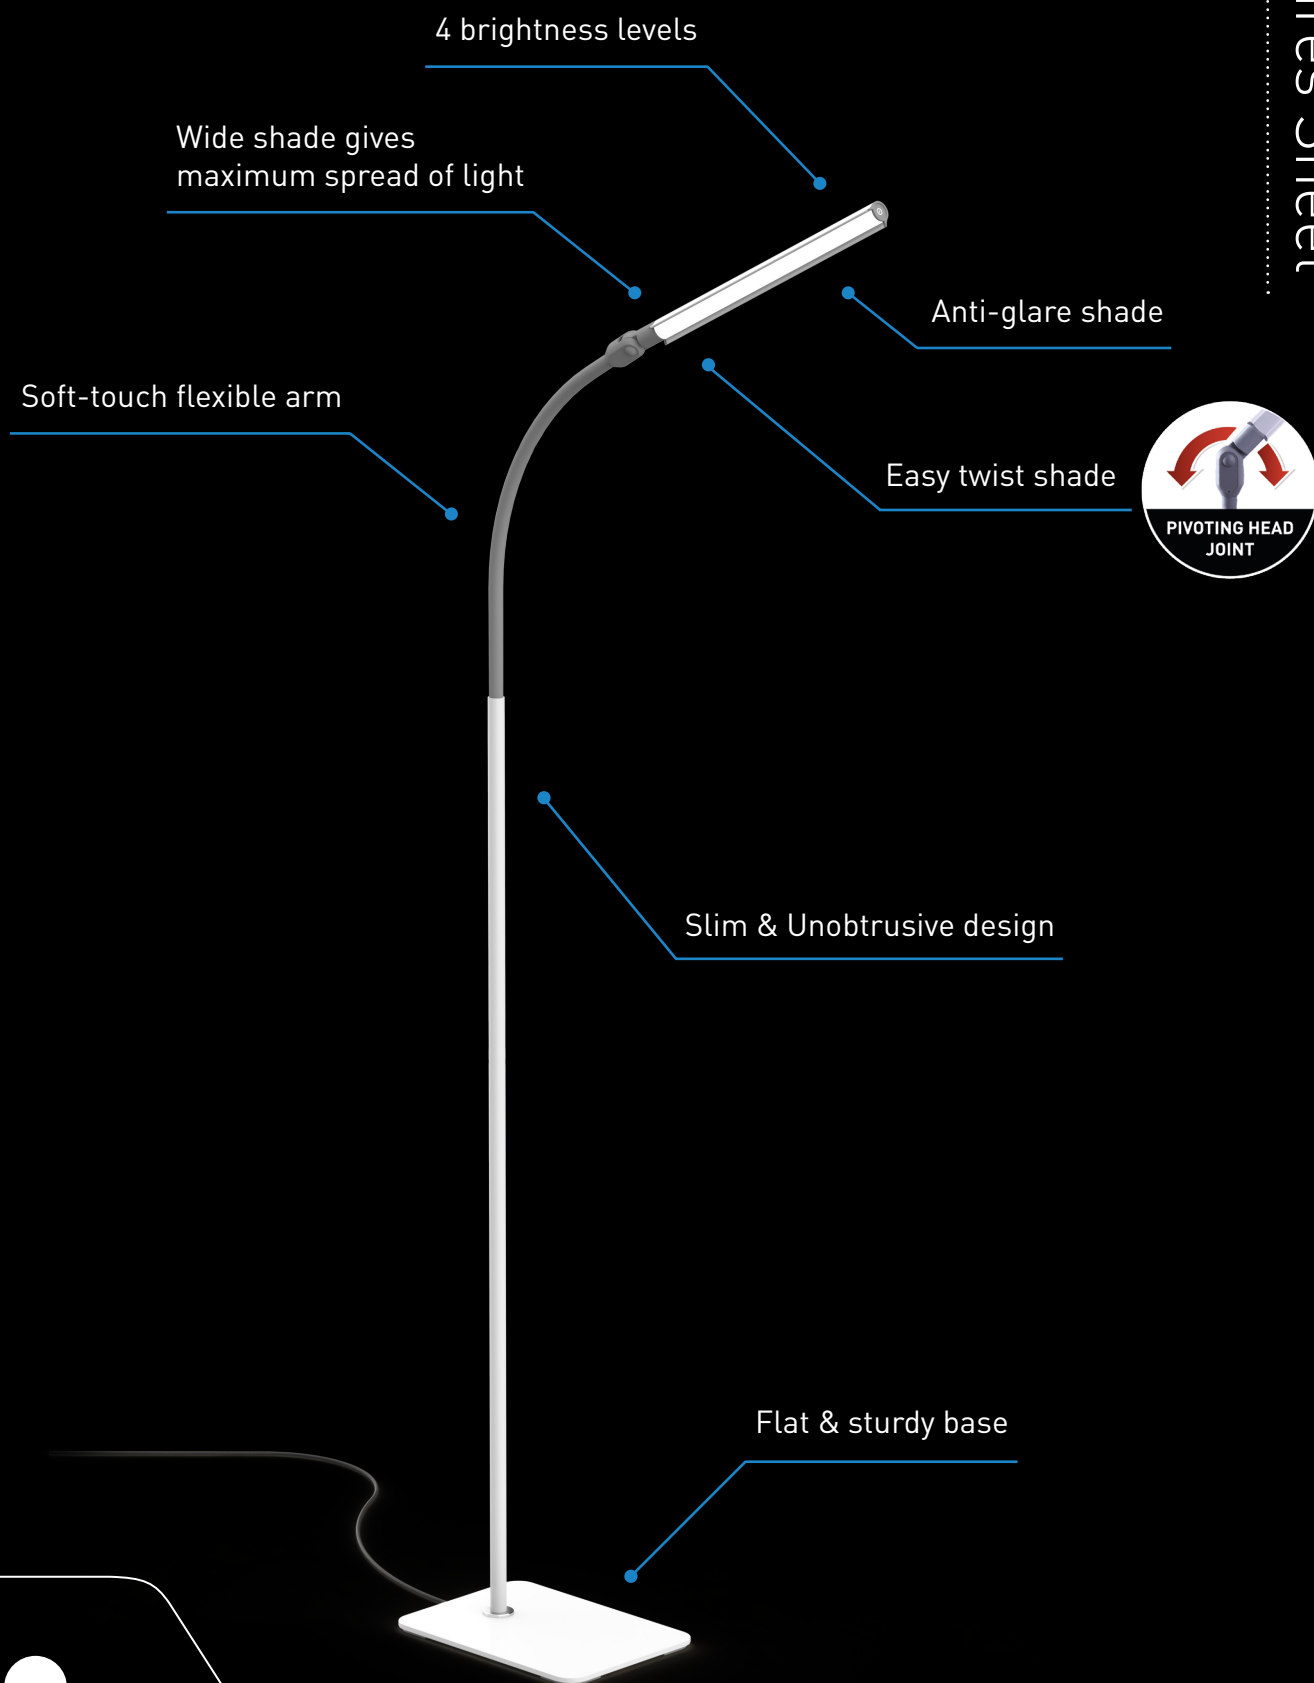 4 brightness levels
Wide shade gives
maximum spread of light
Anti-glare shade
Soft-touch flexible arm
Easy twist shade
PIVOTING HEAD
JOINT
Slim & Unobtrusive design
Flat & sturdy base
Sheet